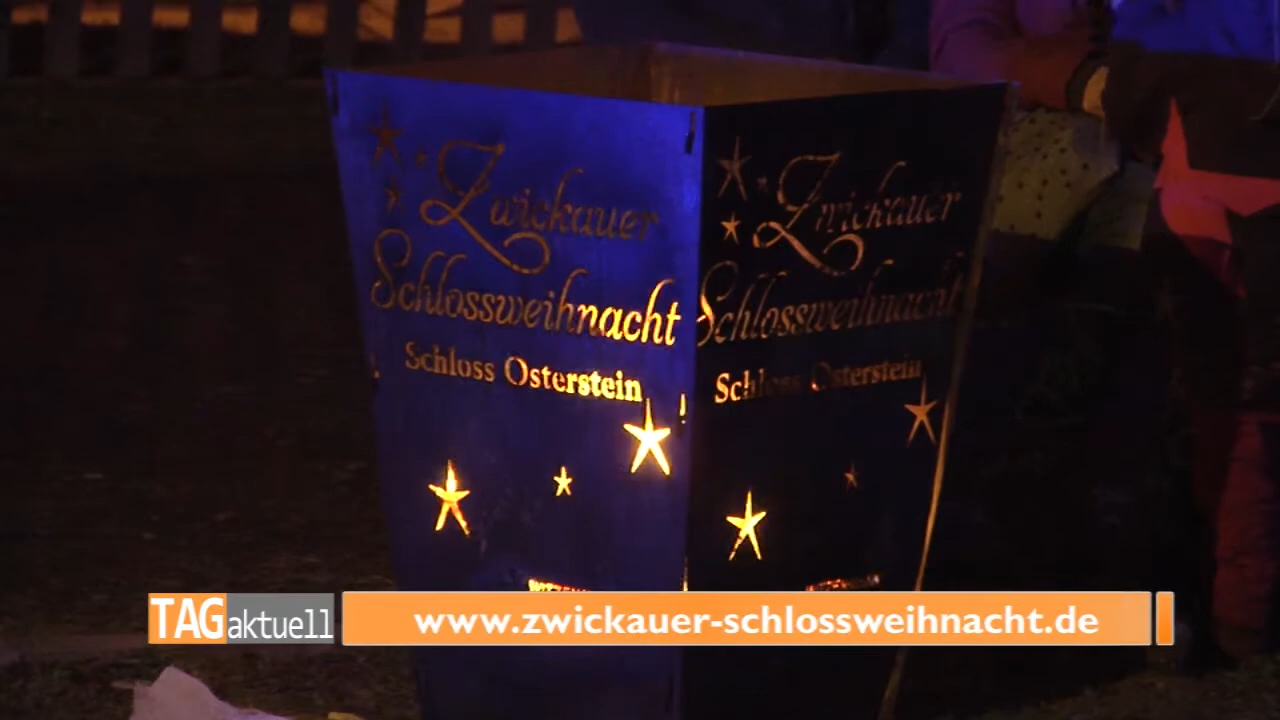 Zwickauer
Schlossweihnacht
Schloss Osterstein
Zwickauer
Schlossweihnacht
Schloss Osterstein
TAGaktuell
www.zwickauer-schlossweihnacht.de